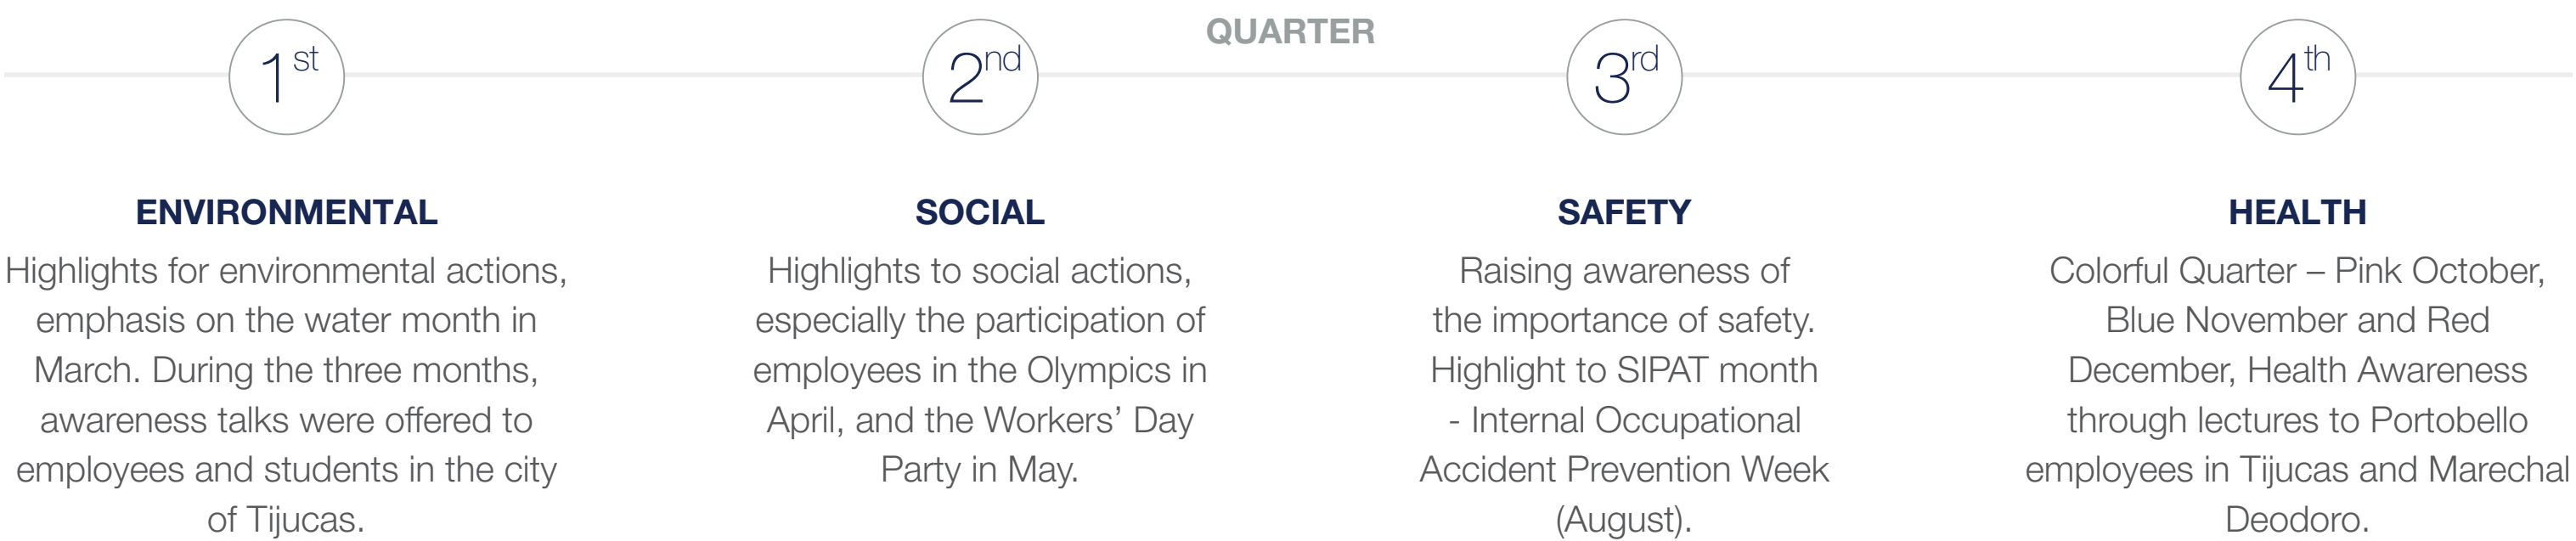 QUARTER
1st
ENVIRONMENTAL
Highlights for environmental actions,
emphasis on the water month in
March. During the three months,
awareness talks were offered to
employees and students in the city
of Tijucas.
2nd
SOCIAL
Highlights to social actions,
especially the participation of
employees in the Olympics in
April, and the Workers’ Day
Party in May.
3rd
SAFETY
Raising awareness of
the importance of safety.
Highlight to SIPAT month
- Internal Occupational
Accident Prevention Week
(August).
4th
HEALTH
Colorful Quarter – Pink October,
Blue November and Red
December, Health Awareness
through lectures to Portobello
employees in Tijucas and Marechal
Deodoro.